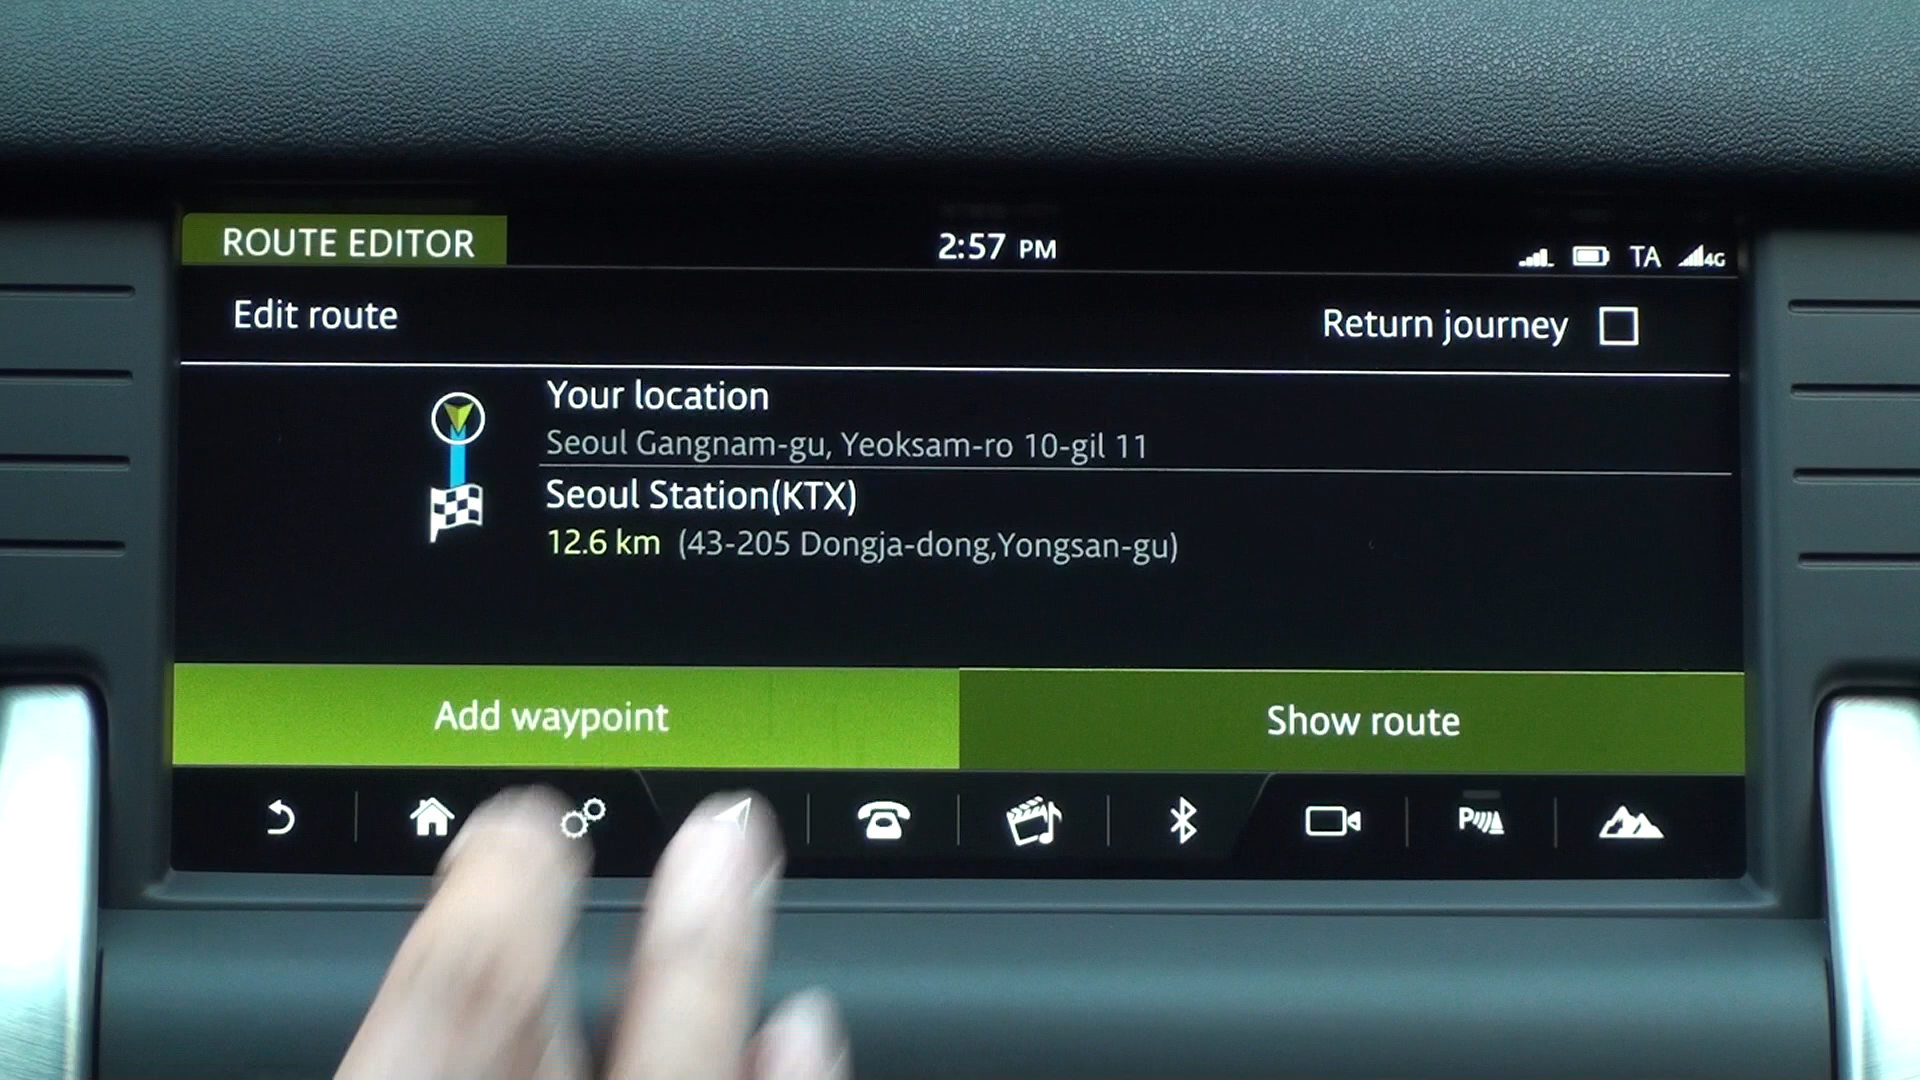 ROUTE EDITOR
2:57 PM
TA
4G
Edit route
Return journey
Your location
Seoul Gangnam-gu, Yeoksam-ro 10-gil 11
Seoul Station(KTX)
12.6 km (43-205 Dongja-dong,Yongsan-gu)
Add waypoint
Show route
P